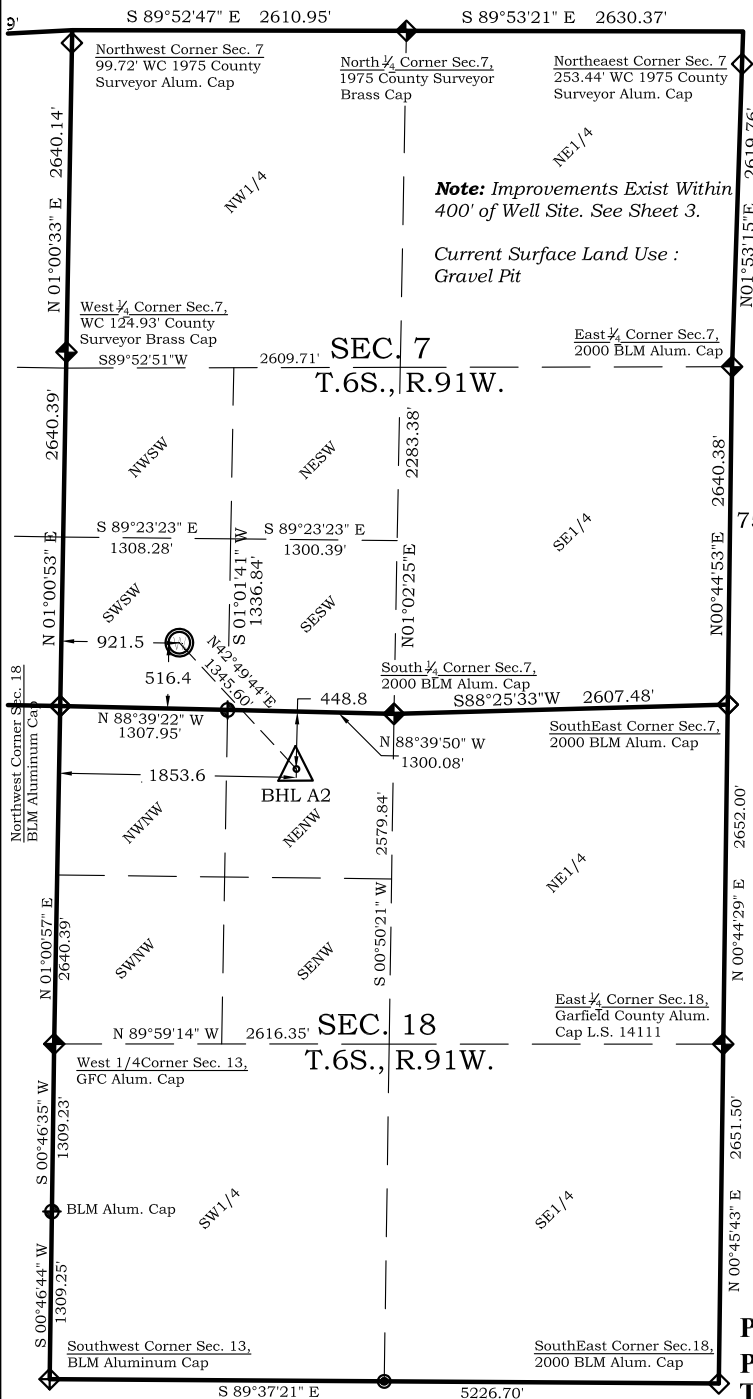 9'
S 89°52'47" E 2610.95'
S 89°53'21" E 2630.37'
Northwest Corner Sec. 7
99.72' WC 1975 County
Surveyor Alum. Cap
North 1/4 Corner Sec.7,
1975 County Surveyor
Brass Cap
Northeaest Corner Sec. 7
253.44' WC 1975 County
Surveyor Alum. Cap
N 01°00'33" E 2640.14'
NW1/4
NE1/4
N01°53'15"E 2619.76'
Note: Improvements Exist Within
400' of Well Site. See Sheet 3.
Current Surface Land Use :
Gravel Pit
West 1/4 Corner Sec.7,
WC 124.93' County
Surveyor Brass Cap
East 1/4 Corner Sec.7,
2000 BLM Alum. Cap
S89°52'51"W 2609.71'
SEC. 7
T.6S., R.91W.
N 01°00'53" E 2640.39'
NWSW
NESW
2283.38'
N01°02'25"E
N00°44'53"E 2640.38'
SE1/4
S 89°23'23" E
1308.28'
S 89°23'23" E
1300.39'
S 01°01'41" W
1336.84'
SWSW
SESW
921.5
516.4
N42°49'44"E
1345.60'
448.8
South 1/4 Corner Sec.7,
2000 BLM Alum. Cap
S88°25'33"W 2607.48'
SouthEast Corner Sec.7,
2000 BLM Alum. Cap
N 88°39'22" W
1307.95'
N 88°39'50" W
1300.08'
Northwest Corner Sec. 18
BLM Aluminum Cap
1853.6
BHL A2
NWNW
NENW
S 00°50'21" W 2579.84'
NE1/4
N 00°44'29" E 2652.00'
N 01°00'57" E
2640.39'
SWNW
SENW
East 1/4 Corner Sec.18,
Garfield County Alum.
Cap L.S. 14111
N 89°59'14" W 2616.35'
SEC. 18
T.6S., R.91W.
West 1/4Corner Sec. 13,
GFC Alum. Cap
S 00°46'35" W
1309.23'
BLM Alum. Cap
SW1/4
SE1/4
N 00°45'43" E 2651.50'
S 00°46'44" W
1309.25'
Southwest Corner Sec. 13,
BLM Aluminum Cap
SouthEast Corner Sec.18,
2000 BLM Alum. Cap
S 89°37'21" E 5226.70'
P
P